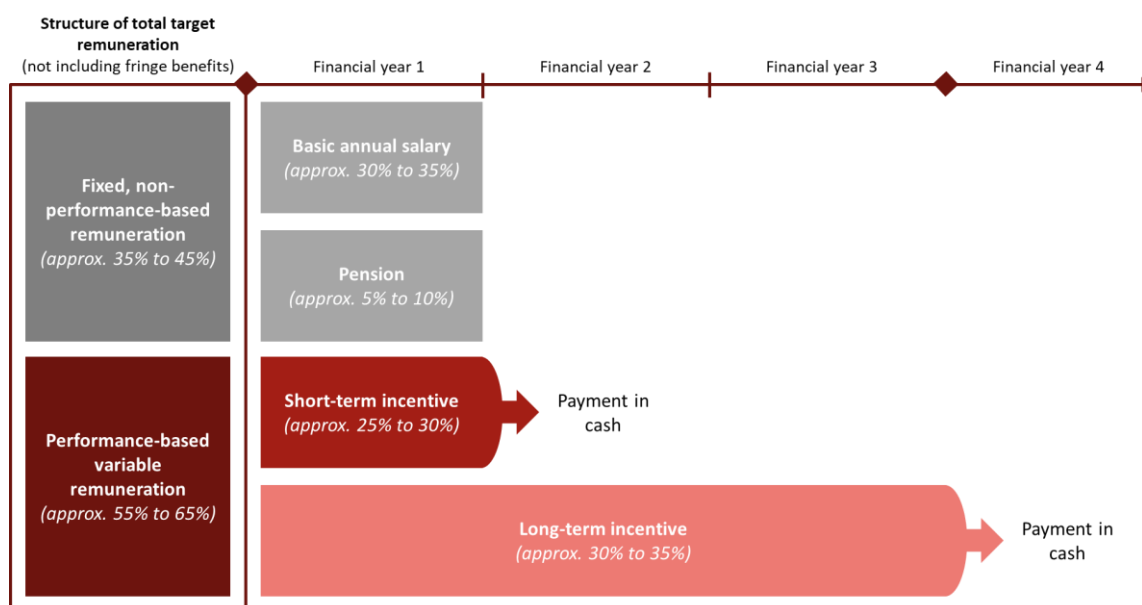 Structure of total target
remuneration
(not including fringe benefits)
Financial year 1
Financial year 2
Financial year 3
Financial year 4
Fixed, non-
performance-based
remuneration
(approx. 35% to 45%)
Basic annual salary
(approx. 30% to 35%)
Pension
(approx. 5% to 10%)
Performance-based
variable
remuneration
(approx. 55% to 65%)
Short-term incentive
(approx. 25% to 30%)
Payment in
cash
Long-term incentive
(approx. 30% to 35%)
Payment in
cash